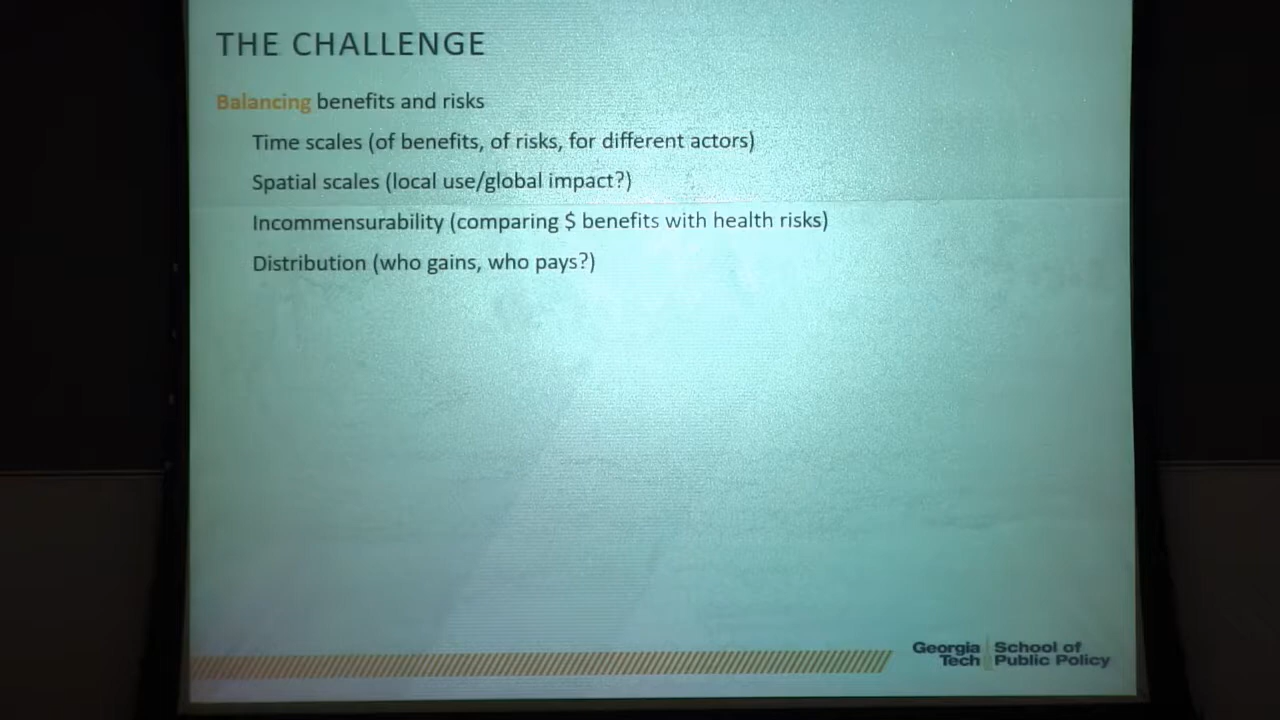 THE CHALLENGE
Balancing benefits and risks
Time scales (of benefits, of risks, for different actors)
Spatial scales (local use/global impact?)
Incommensurability (comparing $ benefits with health risks)
Distribution (who gains, who pays?)
Georgia Tech
School of Public Policy